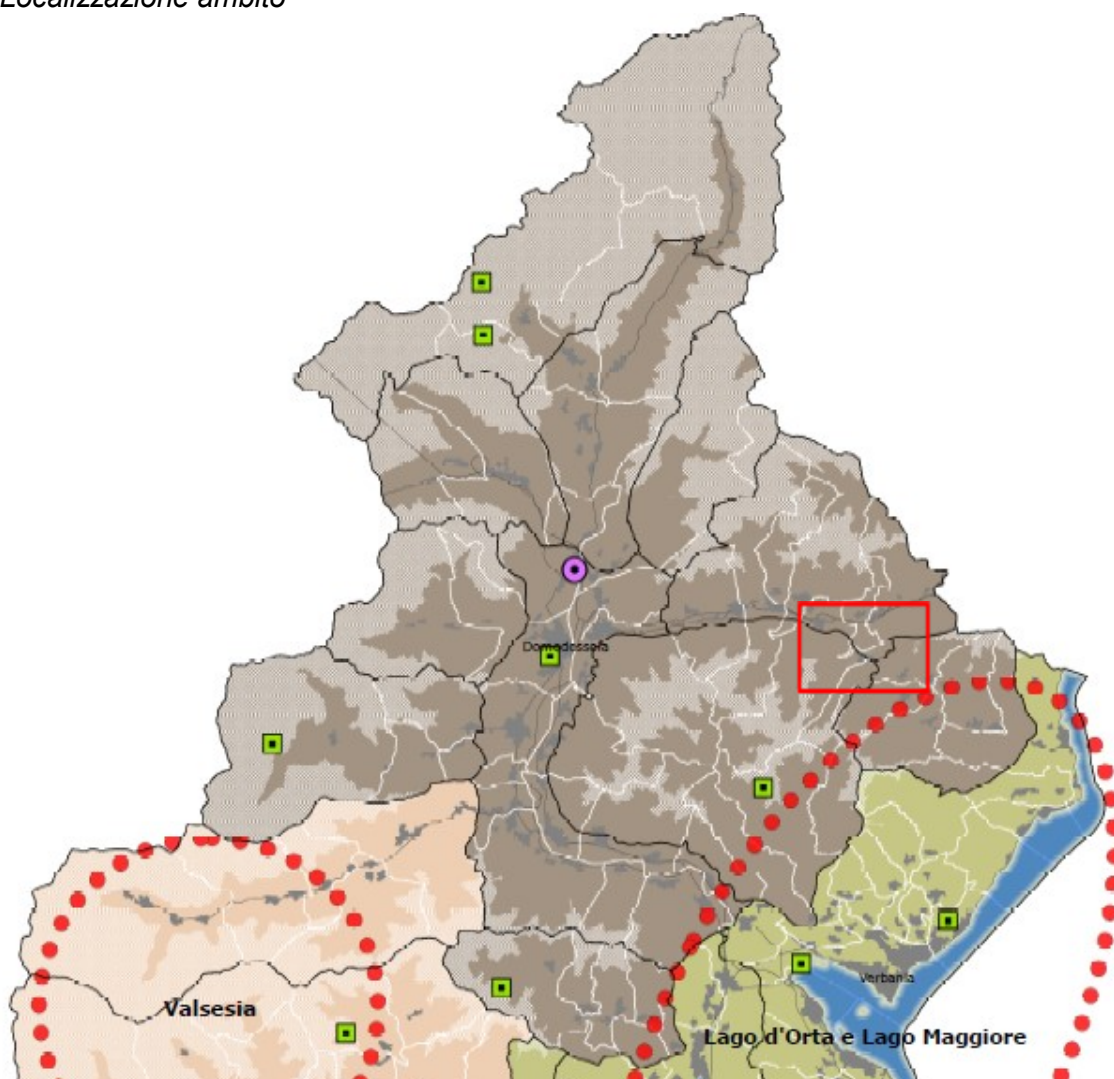 Localizzazione ambito
Domodossola
Verbania
Valsesia
Lago d'Orta e Lago Maggiore